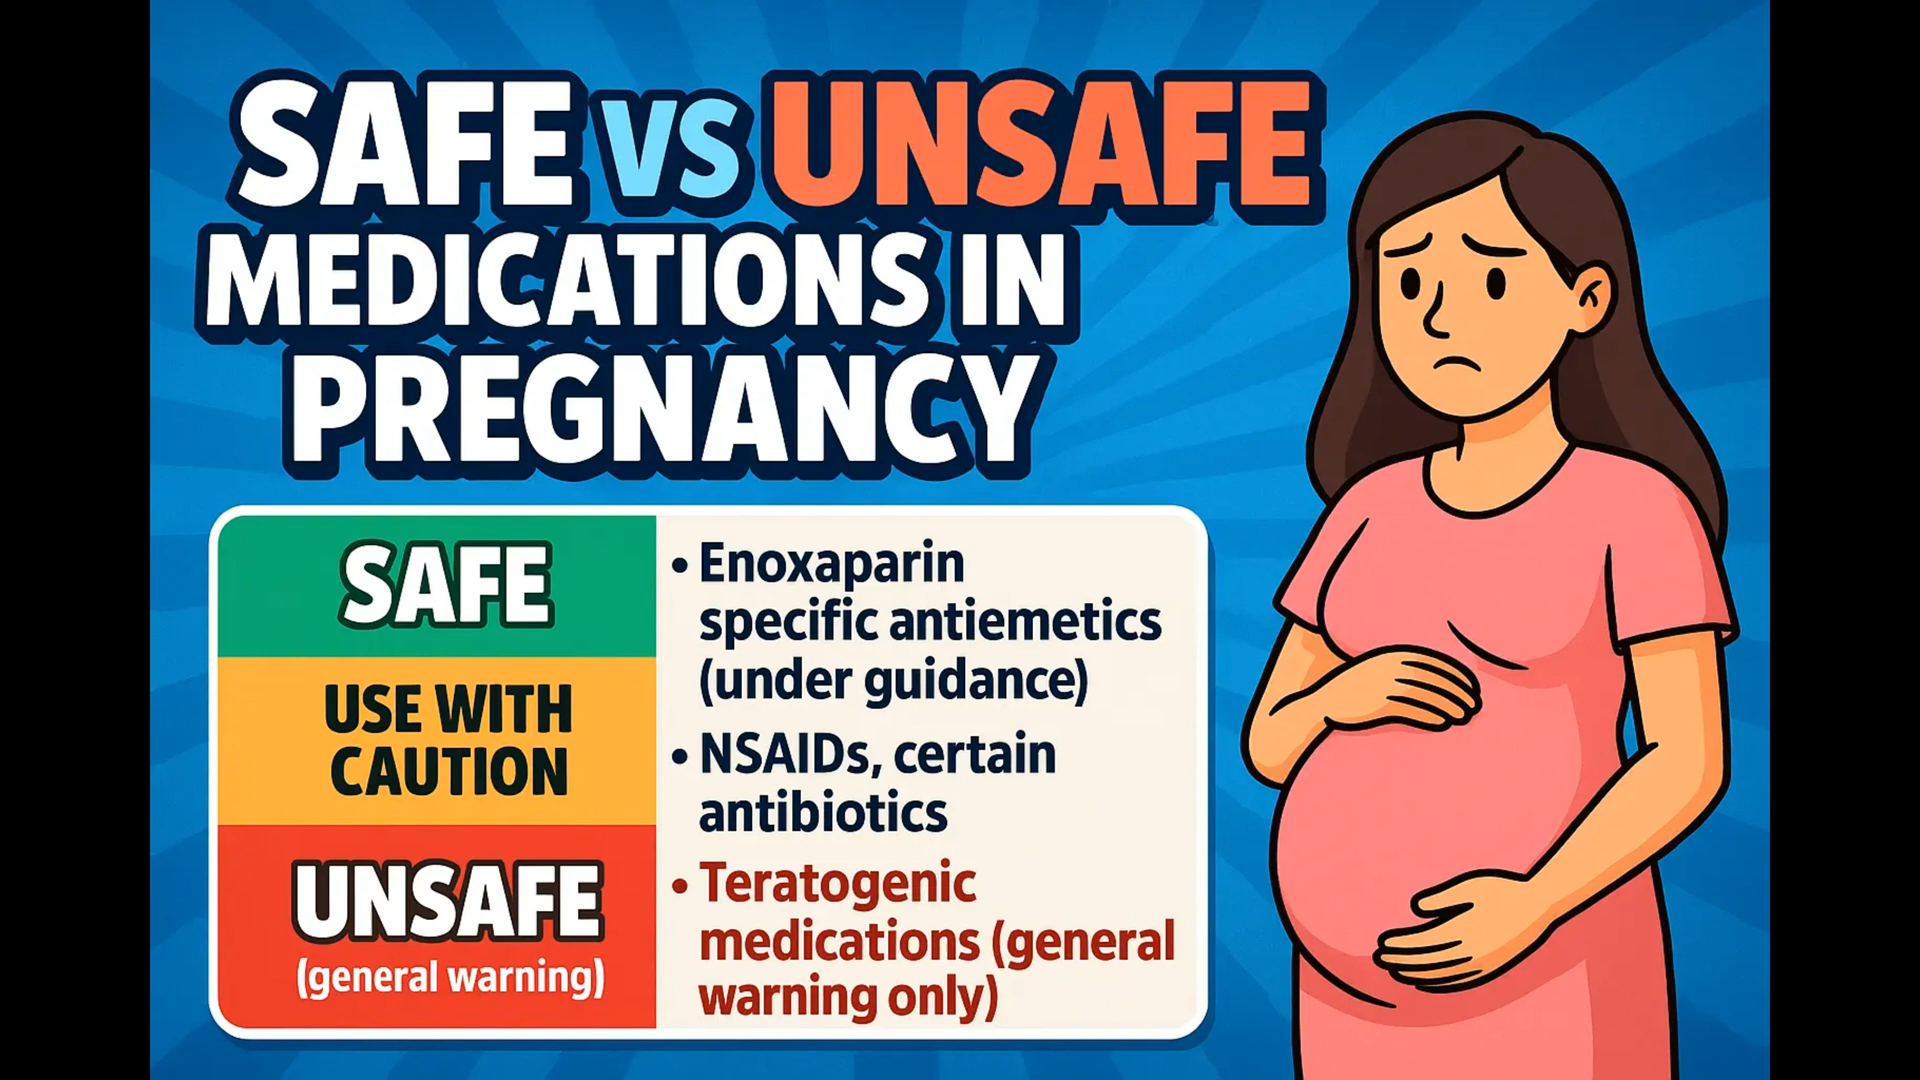 SAFE VS UNSAFE
MEDICATIONS IN
PREGNANCY
SAFE
• Enoxaparin
specific antiemetics
(under guidance)
USE WITH
CAUTION
• NSAIDs, certain
antibiotics
UNSAFE
(general warning)
• Teratogenic
medications (general
warning only)